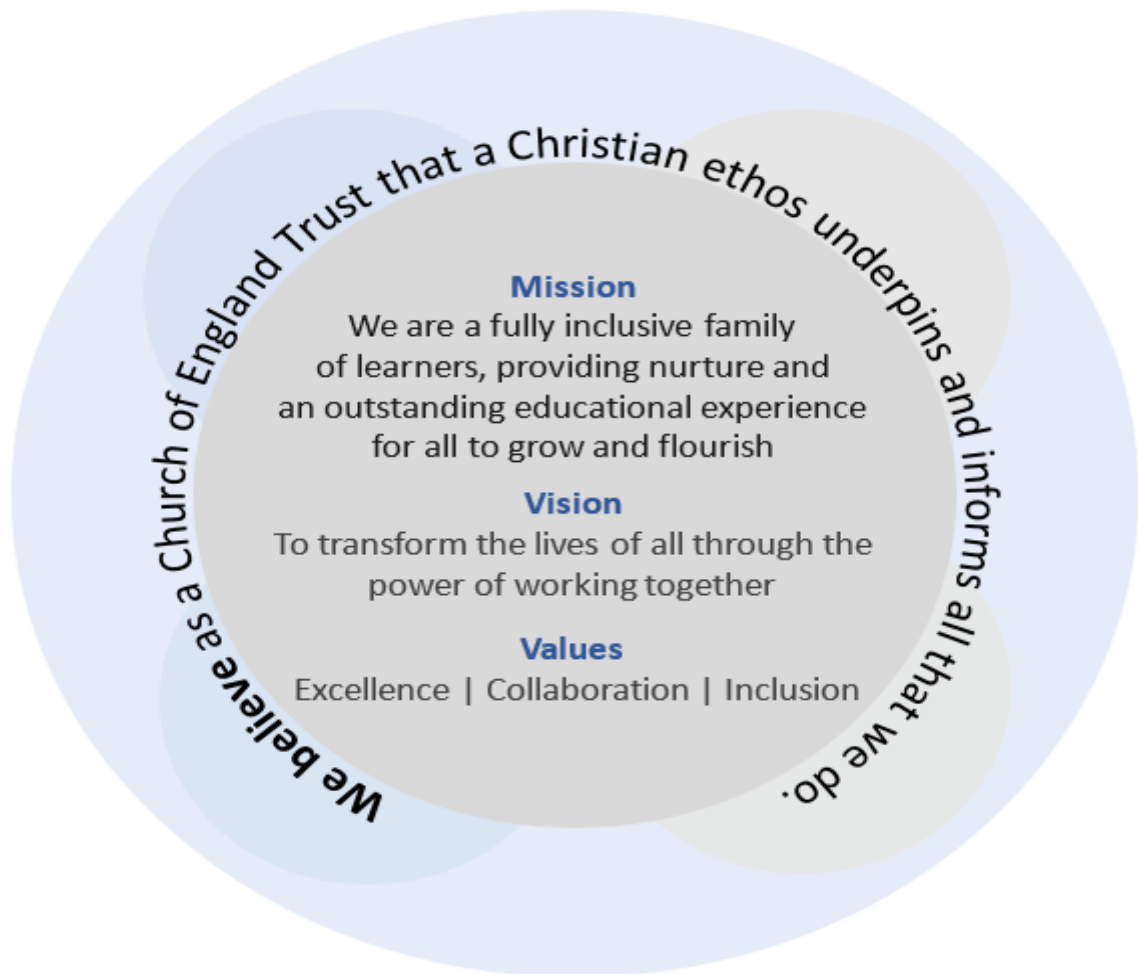 We believe as a Church of England Trust that a Christian ethos underpins and informs all that we do.
Mission
We are a fully inclusive family
of learners, providing nurture and
an outstanding educational experience
for all to grow and flourish
Vision
To transform the lives of all through the
power of working together
Values
Excellence | Collaboration | Inclusion